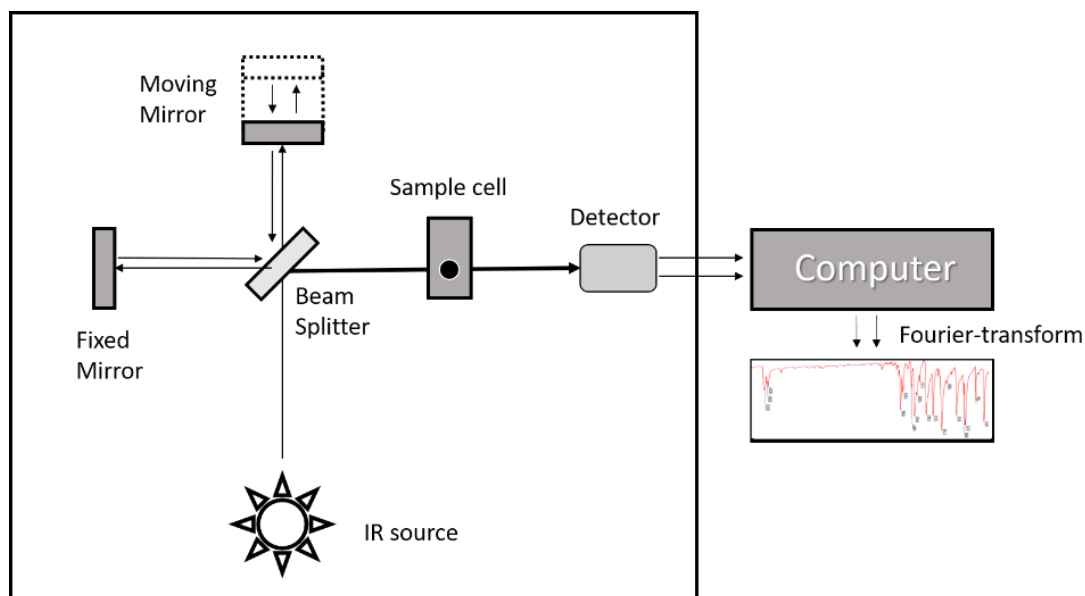 Moving
Mirror
Sample cell
Detector
Computer
Beam
Splitter
Fixed
Mirror
Fourier-transform
IR source